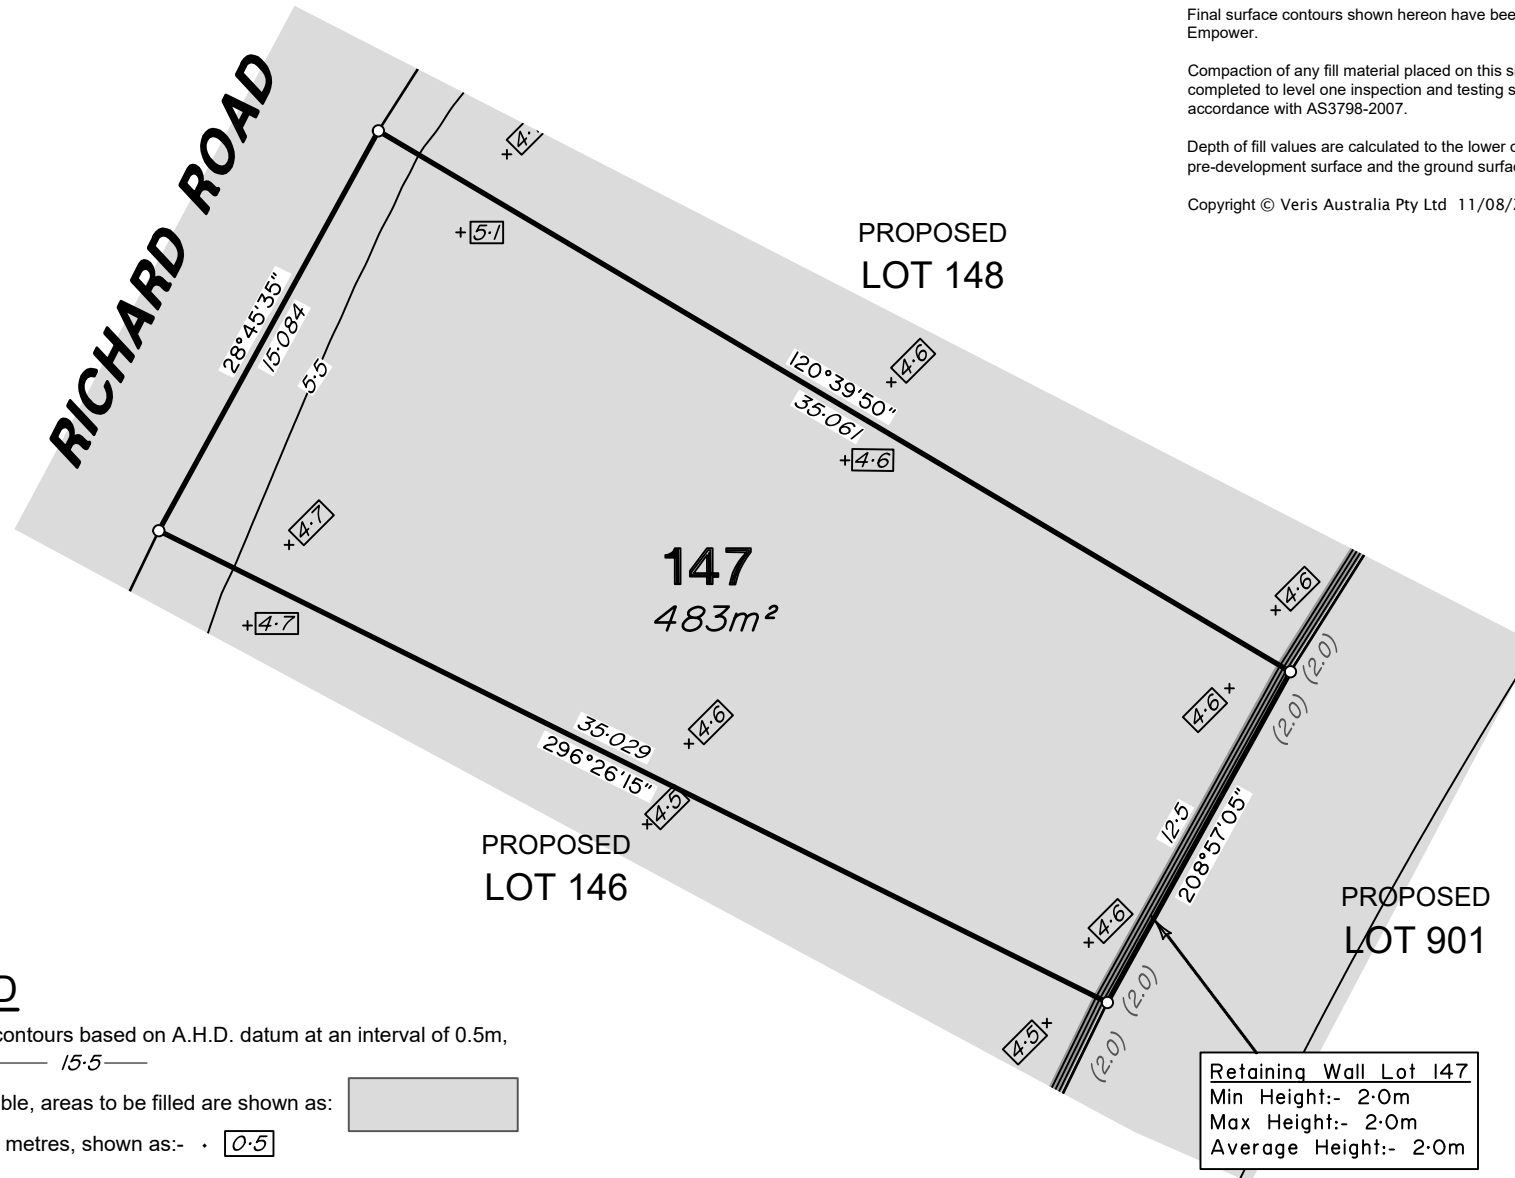 Final surface contours shown hereon have bee
Empower.
Compaction of any fill material placed on this s
completed to level one inspection and testing s
accordance with AS3798-2007.
Depth of fill values are calculated to the lower o
pre-development surface and the ground surfac
Copyright © Veris Australia Pty Ltd 11/08/
RICHARD ROAD
28°45'35"
15·084
5·5
5·1
PROPOSED
LOT 148
4·6
120°39'50"
35·061
4·6
4·7
4·7
147
483m²
4·6
4·6
(2.0)
(2.0)
4·6
35·029
296°26'15"
4·5
PROPOSED
LOT 146
12·5
208°57'05"
4·6
(2.0)
(2.0)
4·5
PROPOSED
LOT 901
D
contours based on A.H.D. datum at an interval of 0.5m,
15·5
ble, areas to be filled are shown as:
metres, shown as:- · 0·5
Retaining Wall Lot 147
Min Height:- 2·0m
Max Height:- 2·0m
Average Height:- 2·0m